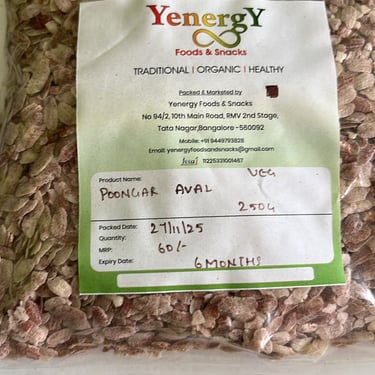 YenergY
Foods & Snacks
TRADITIONAL | ORGANIC | HEALTHY
Packed & Marketed by
Yenergy Foods & Snacks
No 94/2, 10th Main Road, RMV 2nd Stage,
Tata Nagar,Bangalore -560092
Mobile: +91 9449793828
Email: yenergyfoodsandsnacks@gmail.com
fssai 11225331001467
Product Name: VEG
POONGAR AVAL
250G
Packed Date: 27/11/25
Quantity:
MRP: 60/-
Expiry Date: 6 MONTHS